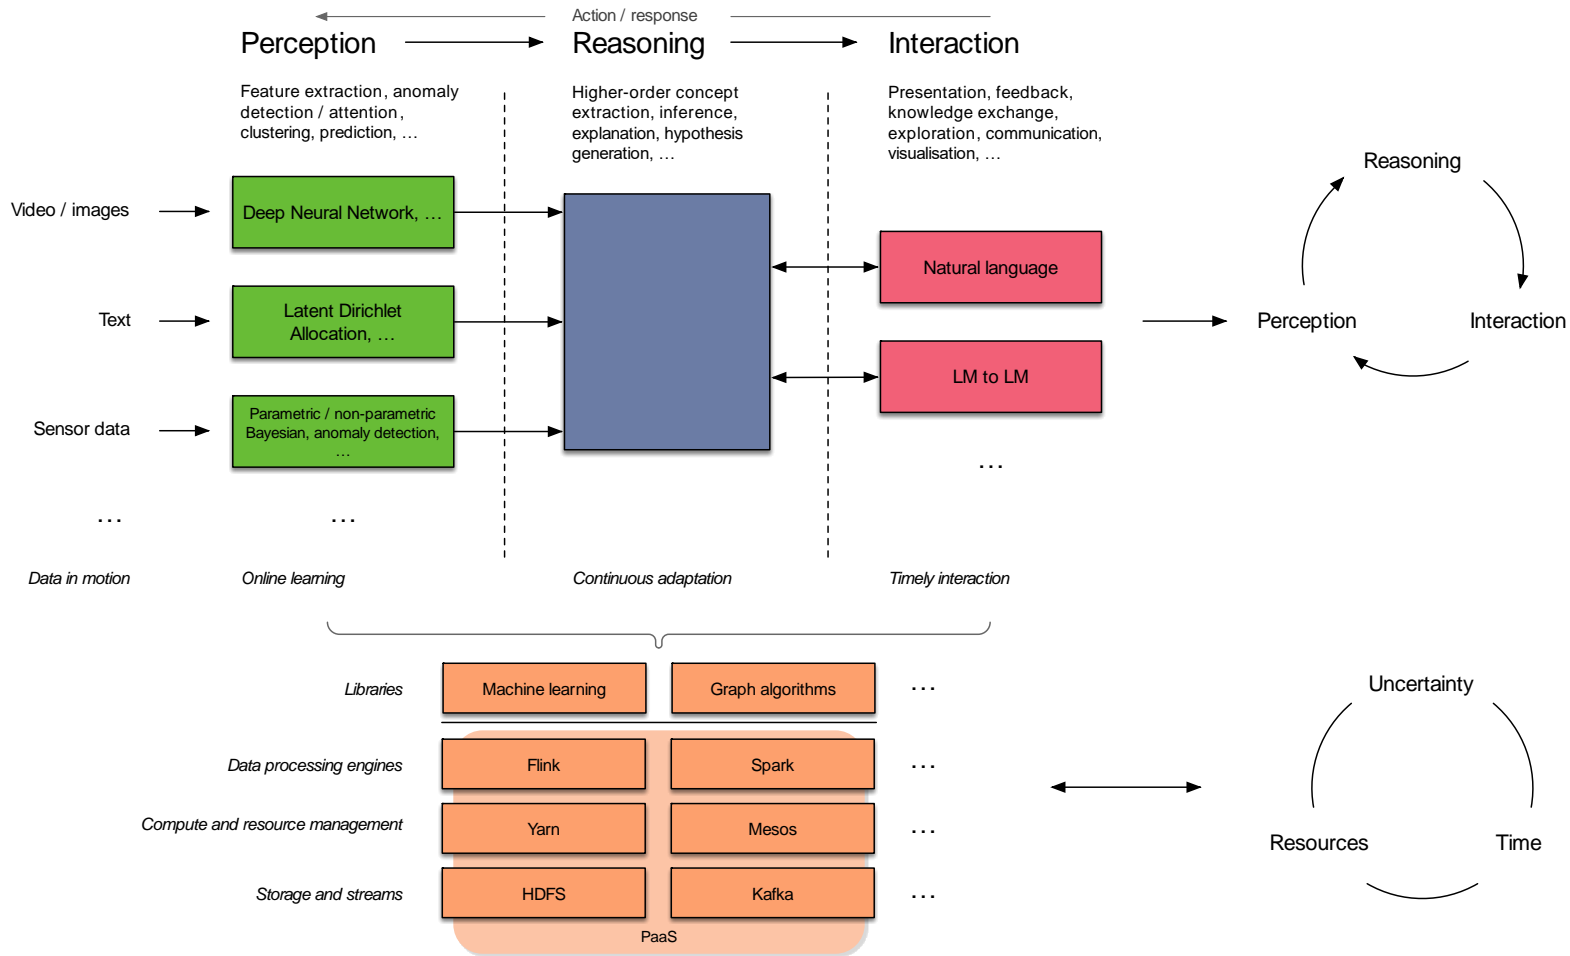 Action / response
Perception
Reasoning
Interaction
Feature extraction, anomaly
detection / attention,
clustering, prediction, …
Higher-order concept
extraction, inference,
explanation, hypothesis
generation, …
Presentation, feedback,
knowledge exchange,
exploration, communication,
visualisation, …
Video / images
Deep Neural Network, …
Text
Latent Dirichlet
Allocation, …
Sensor data
Parametric / non-parametric
Bayesian, anomaly detection,
…
…
…
Natural language
LM to LM
…
Reasoning
Perception
Interaction
Data in motion
Online learning
Continuous adaptation
Timely interaction
Libraries
Machine learning
Graph algorithms
…
Data processing engines
Flink
Spark
…
Compute and resource management
Yarn
Mesos
…
Storage and streams
HDFS
Kafka
…
PaaS
Uncertainty
Resources
Time